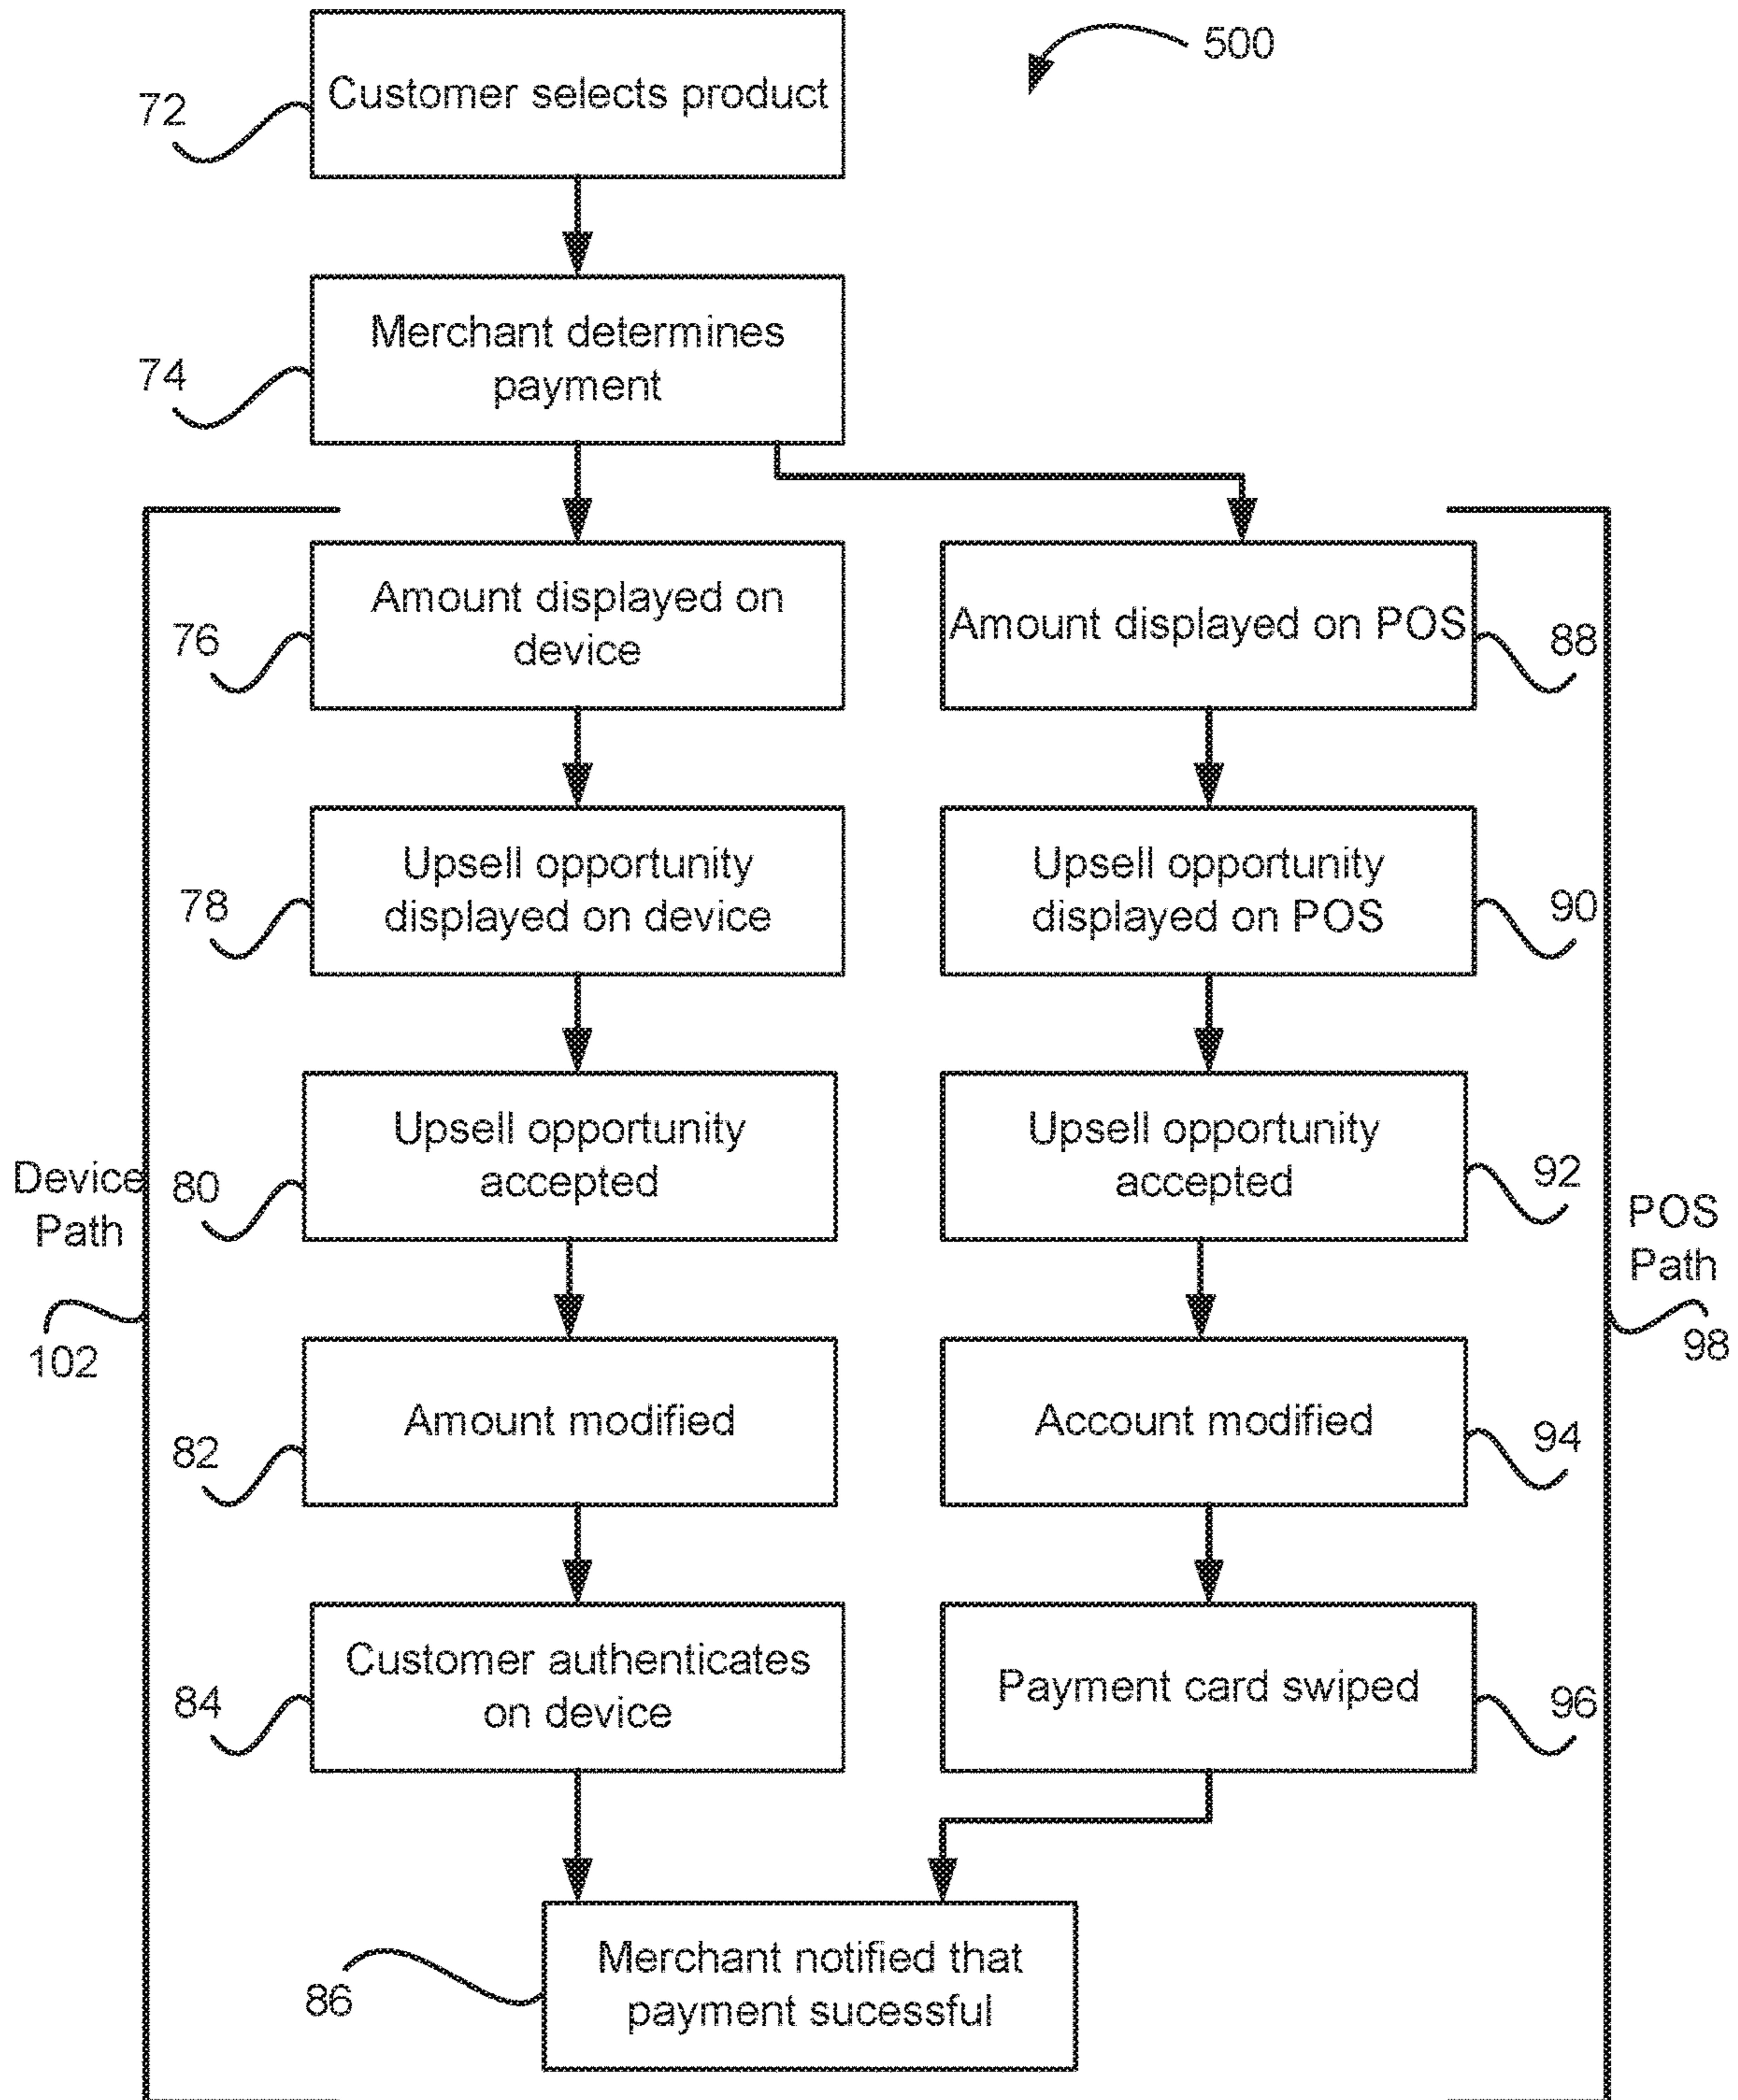 500
Customer selects product
72
Merchant determines
payment
74
Amount displayed on
device
76
Amount displayed on POS
88
Upsell opportunity
displayed on device
78
Upsell opportunity
displayed on POS
90
Upsell opportunity
accepted
80
Upsell opportunity
accepted
92
Device
Path
102
POS
Path
98
Amount modified
82
Account modified
94
Customer authenticates
on device
84
Payment card swiped
96
Merchant notified that
payment sucessful
86